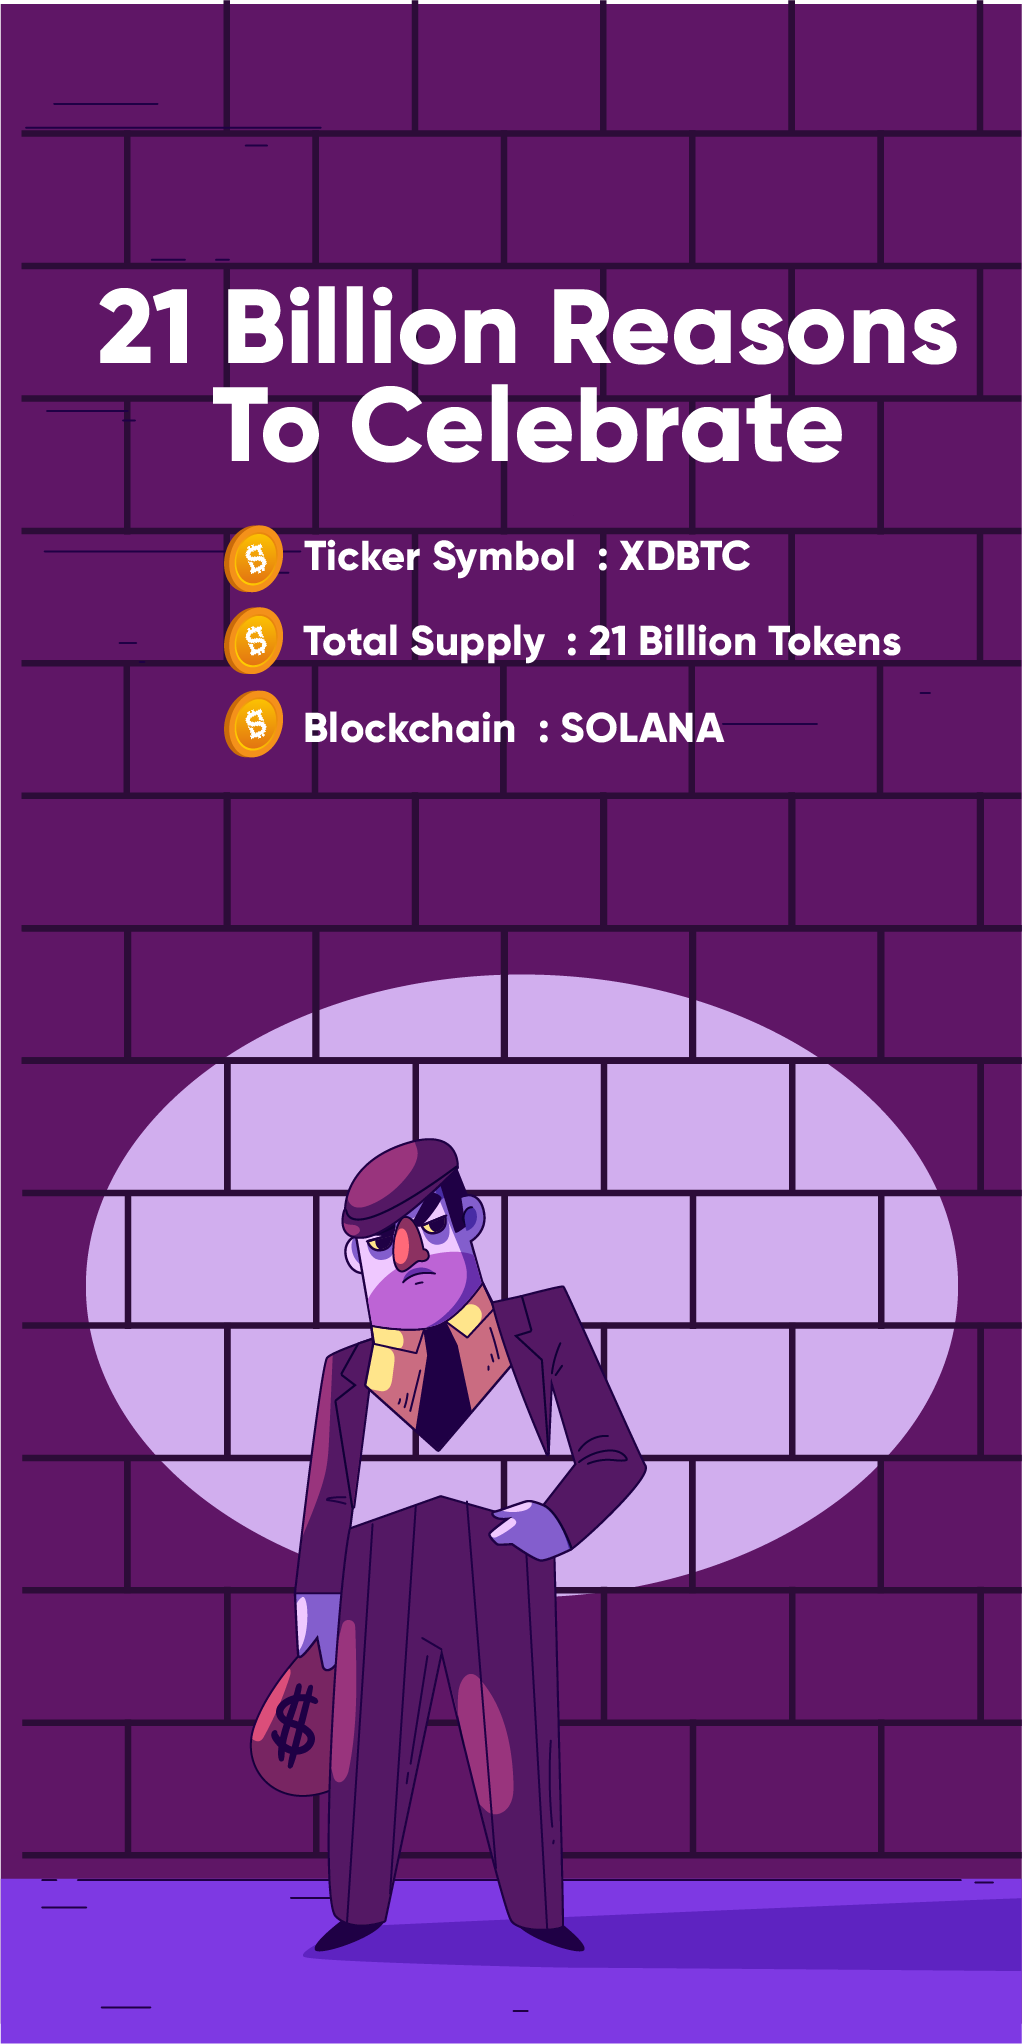 21 Billion Reasons
To Celebrate
Ticker Symbol : XDBTC
Total Supply : 21 Billion Tokens
Blockchain : SOLANA
$